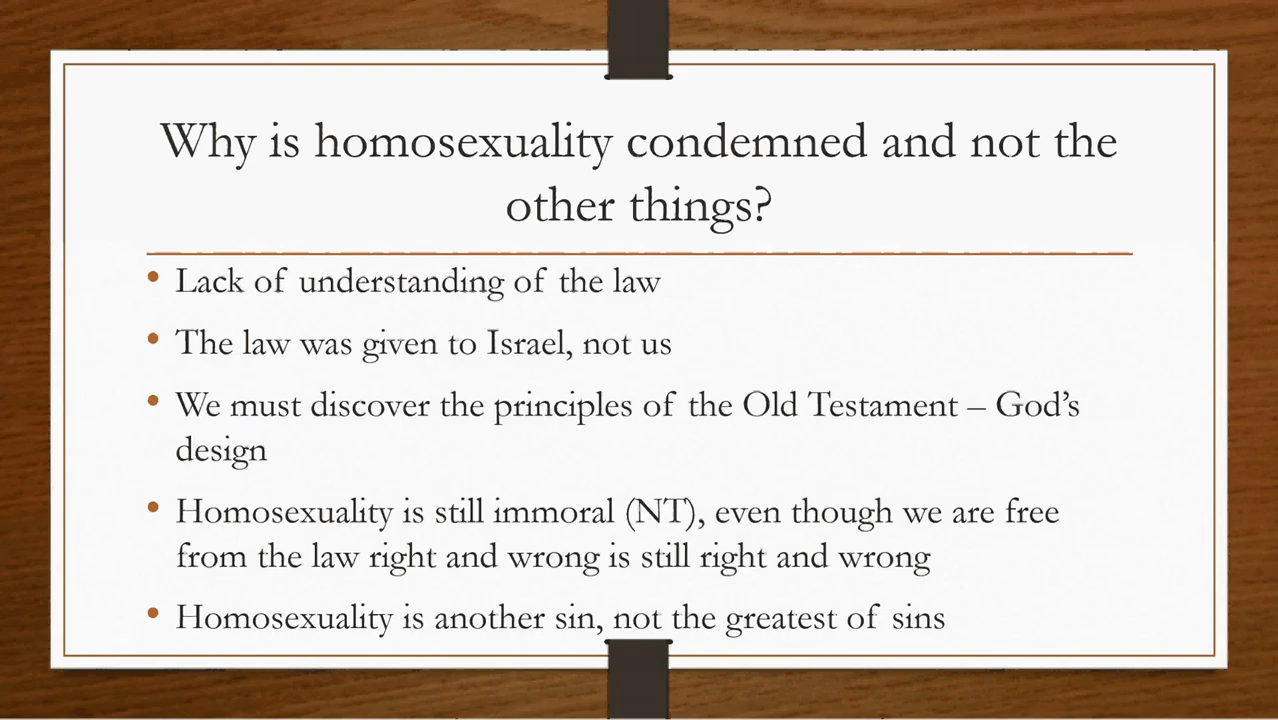 Why is homosexuality condemned and not the
other things?
• Lack of understanding of the law
• The law was given to Israel, not us
• We must discover the principles of the Old Testament – God’s
design
• Homosexuality is still immoral (NT), even though we are free
from the law right and wrong is still right and wrong
• Homosexuality is another sin, not the greatest of sins